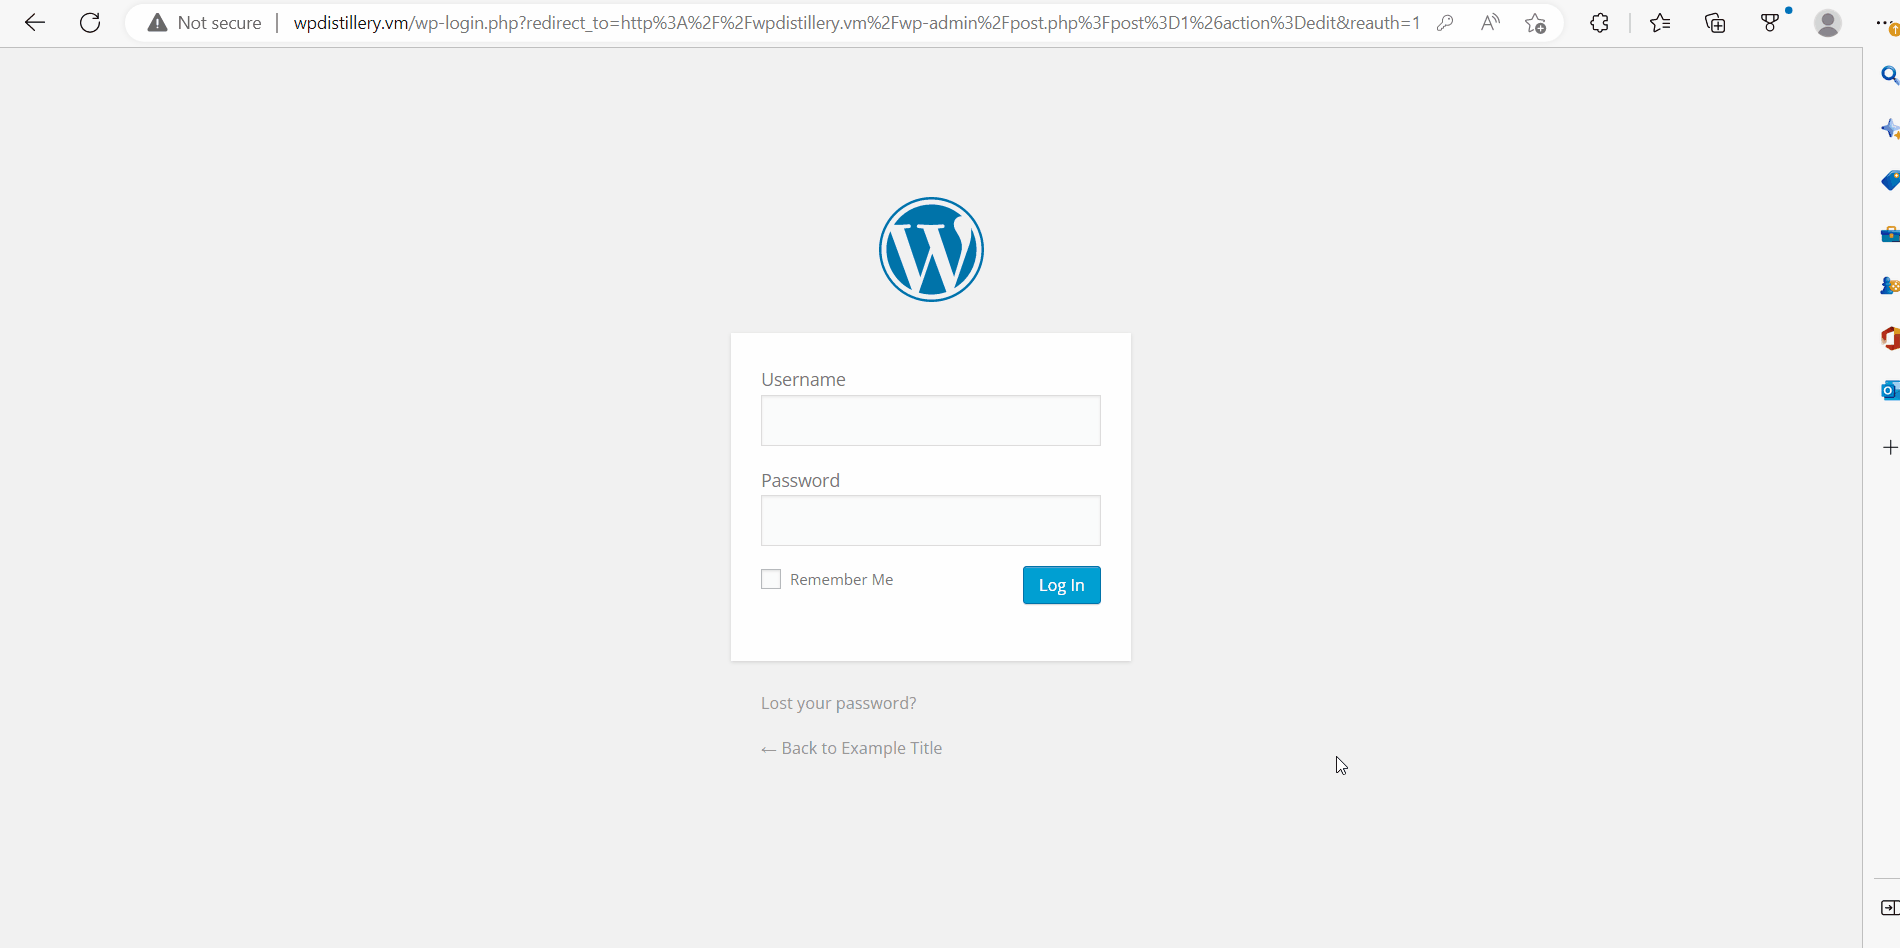 Not secure | wpdistillery.vm/wp-login.php?redirect_to=http%3A%2F%2Fwpdistillery.vm%2Fwp-admin%2Fpost.php%3Fpost%3D1%26action%3Dedit&reauth=1
Username
Password
Remember Me
Log In
Lost your password?
← Back to Example Title